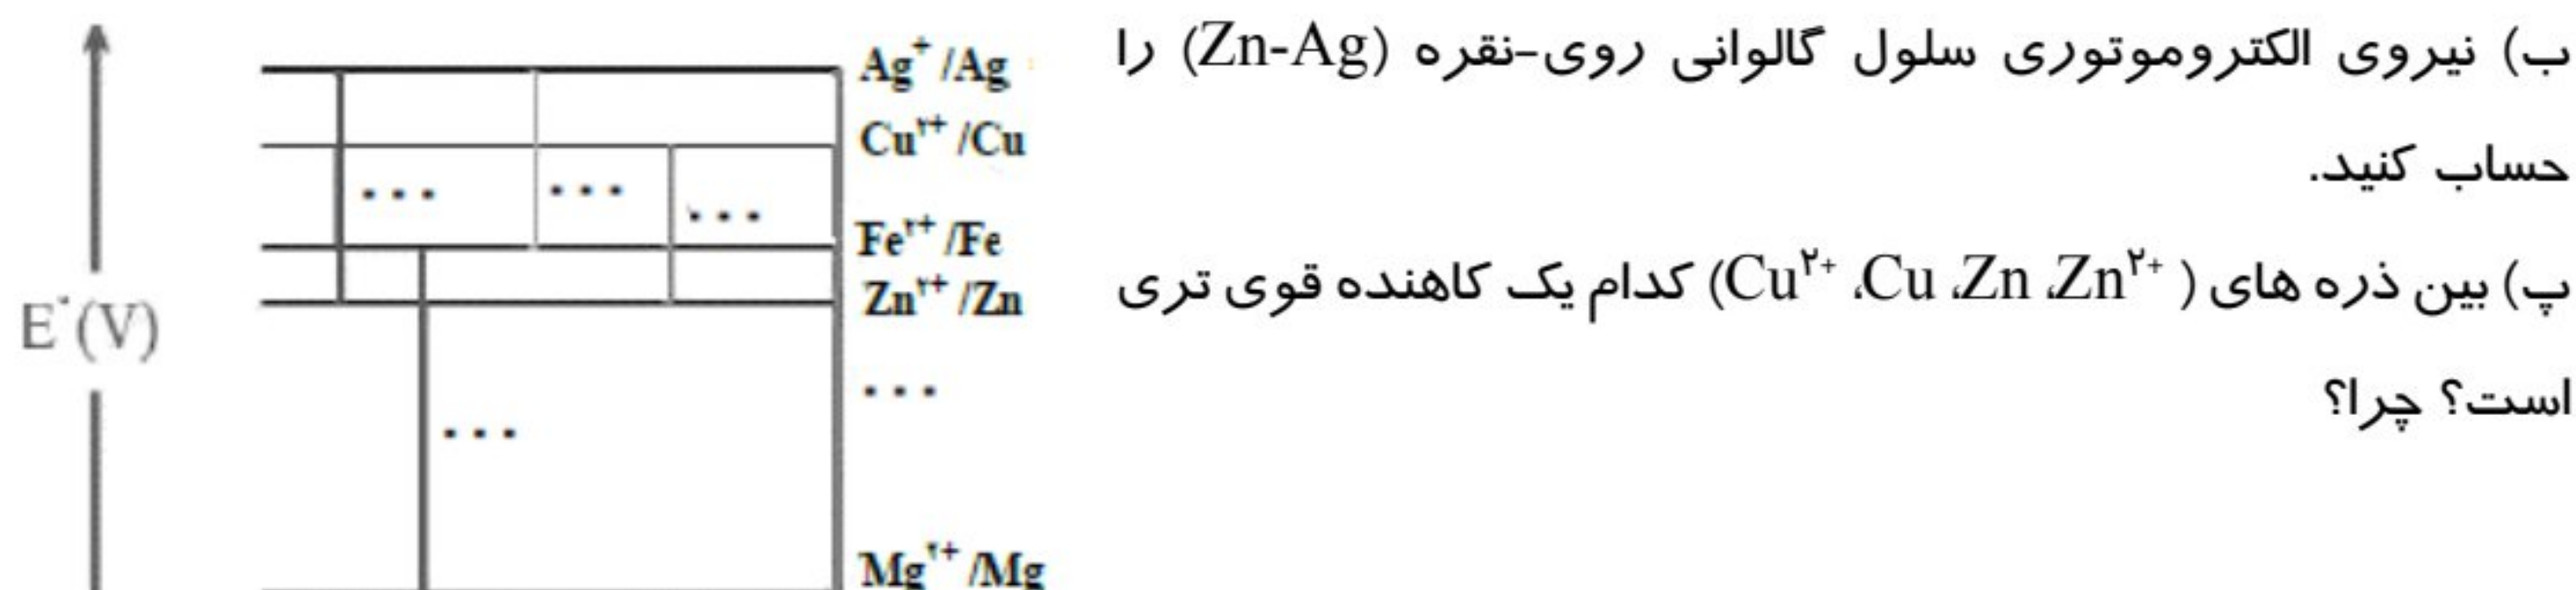 ب) نیروی الکتروموتوری سلول گالوانی روی-نقره (Zn-Ag) را
حساب کنید.
پ) بین ذره های ( Cu²⁺ ،Cu ،Zn ،Zn²⁺) کدام یک کاهنده قوی تری
است؟ چرا؟
E°(V)
Ag⁺/Ag
Cu²⁺/Cu
... ... ...
Fe²⁺/Fe
Zn²⁺/Zn
...
...
Mg²⁺/Mg